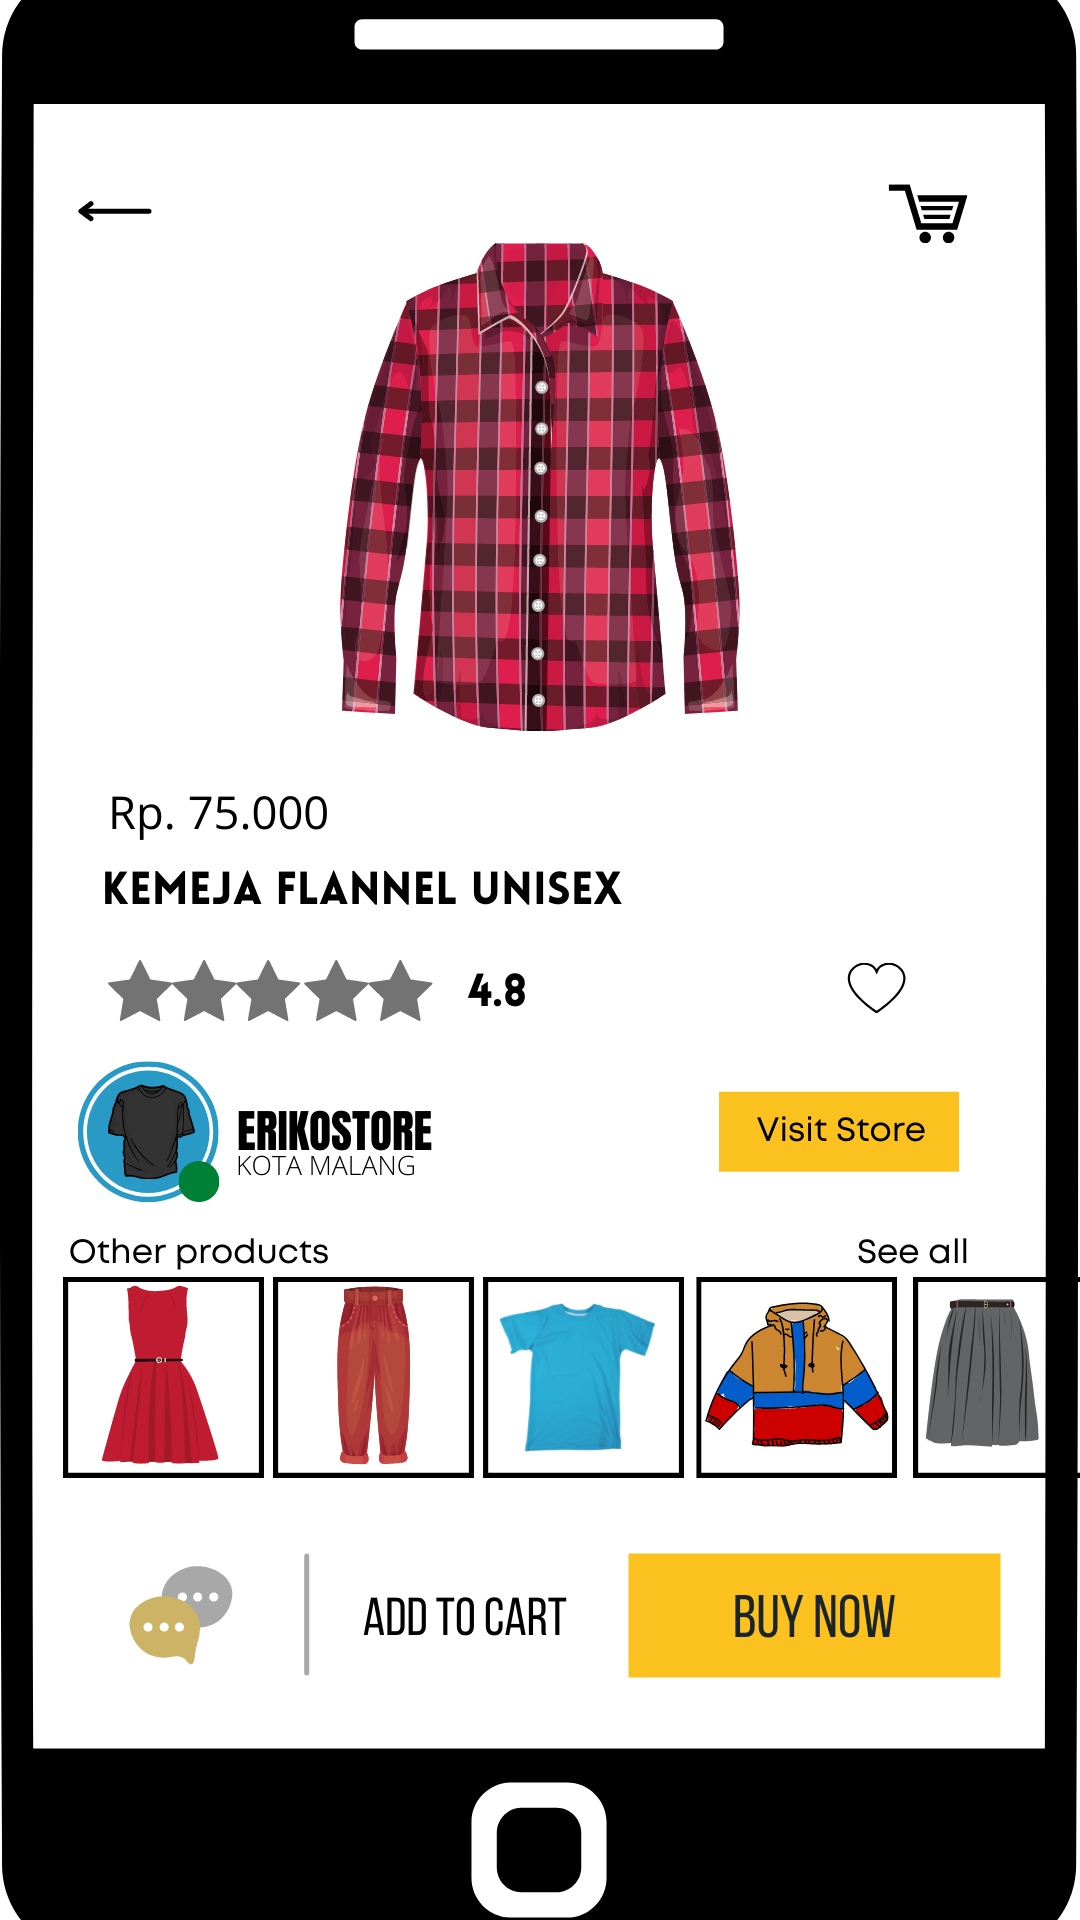 Rp. 75.000
KEMEJA FLANNEL UNISEX
4.8
ERIKOSTORE
KOTA MALANG
Visit Store
Other products
See all
ADD TO CART
BUY NOW